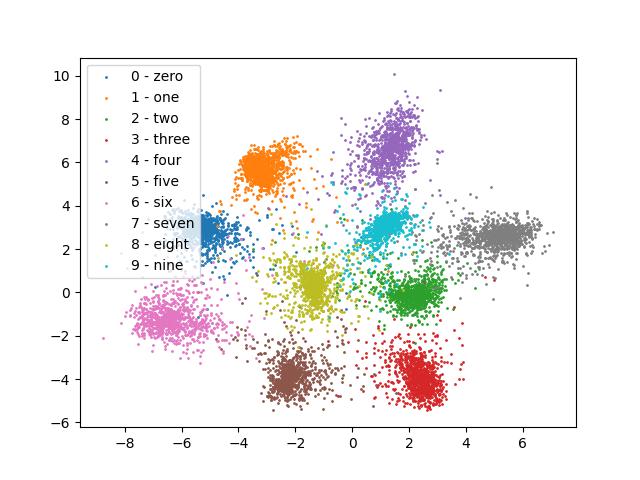 10
8
6
4
2
0
−2
−4
−6
−8 −6 −4 −2 0 2 4 6
0 - zero
1 - one
2 - two
3 - three
4 - four
5 - five
6 - six
7 - seven
8 - eight
9 - nine